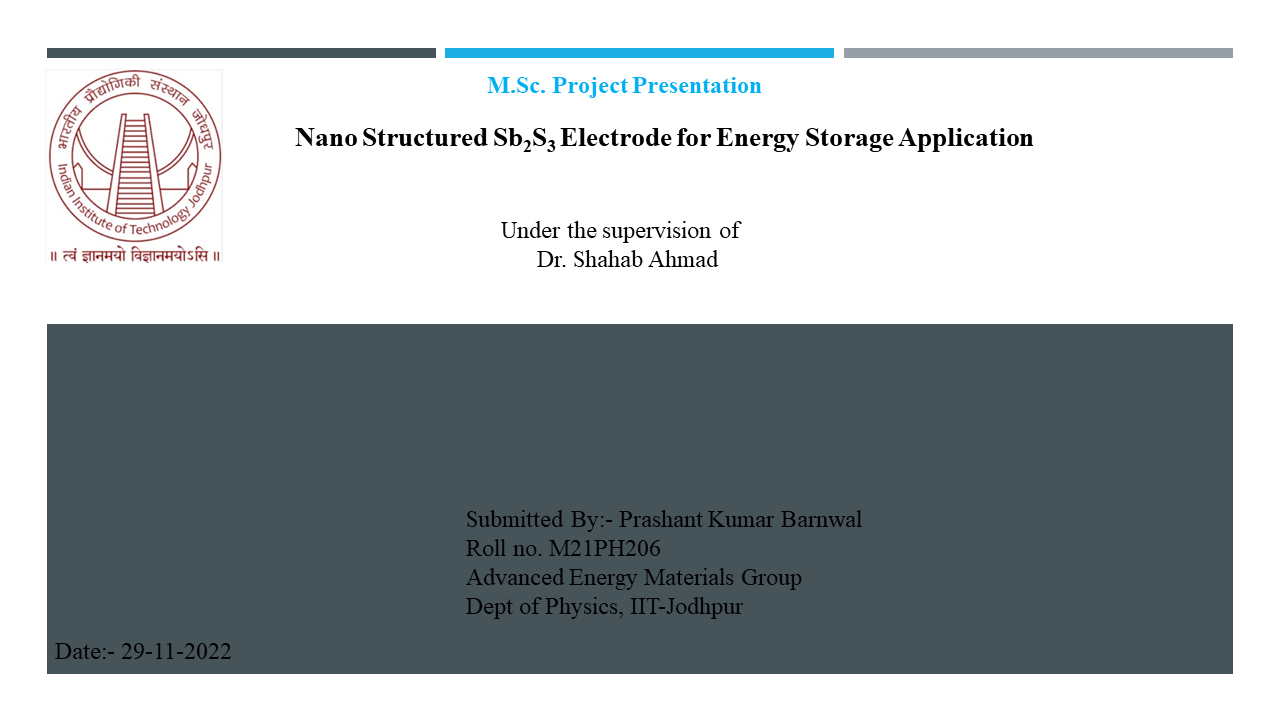 भारतीय प्रौद्योगिकी संस्थान जोधपुर
Indian Institute of Technology Jodhpur
॥ त्वं ज्ञानमयो विज्ञानमयोऽसि ॥
M.Sc. Project Presentation
Nano Structured Sb₂S₃ Electrode for Energy Storage Application
Under the supervision of
Dr. Shahab Ahmad
Submitted By:- Prashant Kumar Barnwal
Roll no. M21PH206
Advanced Energy Materials Group
Dept of Physics, IIT-Jodhpur
Date:- 29-11-2022